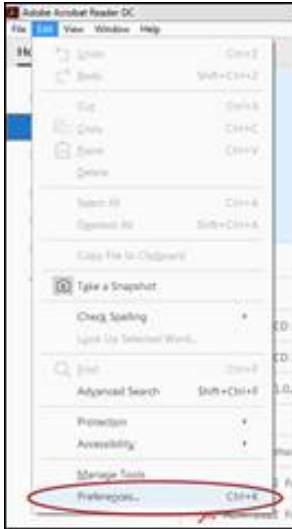 Adobe Acrobat Reader DC
File Edit View Window Help
Ho
Undo Ctrl+Z
Redo Shift+Ctrl+Z
Cut Ctrl+X
Copy Ctrl+C
Paste Ctrl+V
Delete
Select All Ctrl+A
Deselect All Shift+Ctrl+A
Copy File to Clipboard
Take a Snapshot
Check Spelling
Look Up Selected Word...
Find Ctrl+F
Advanced Search Shift+Ctrl+F
Protection
Accessibility
Manage Tools
Preferences... Ctrl+K